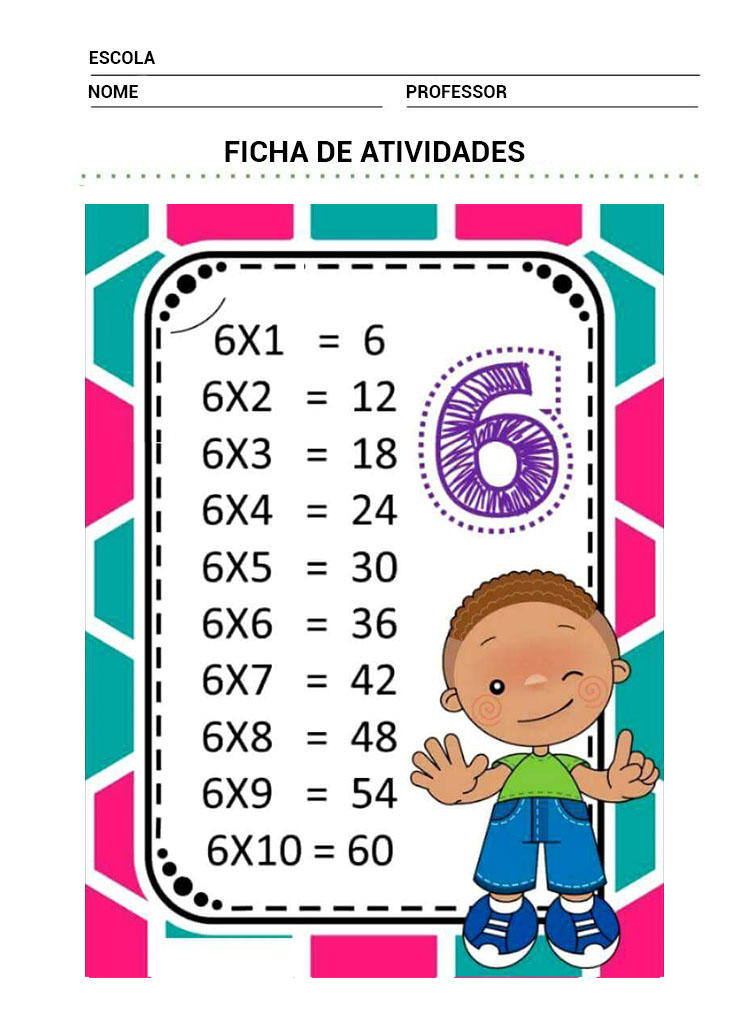 ESCOLA
NOME PROFESSOR
FICHA DE ATIVIDADES
6X1 = 6
6X2 = 12
6X3 = 18
6X4 = 24
6X5 = 30
6X6 = 36
6X7 = 42
6X8 = 48
6X9 = 54
6X10 = 60
6